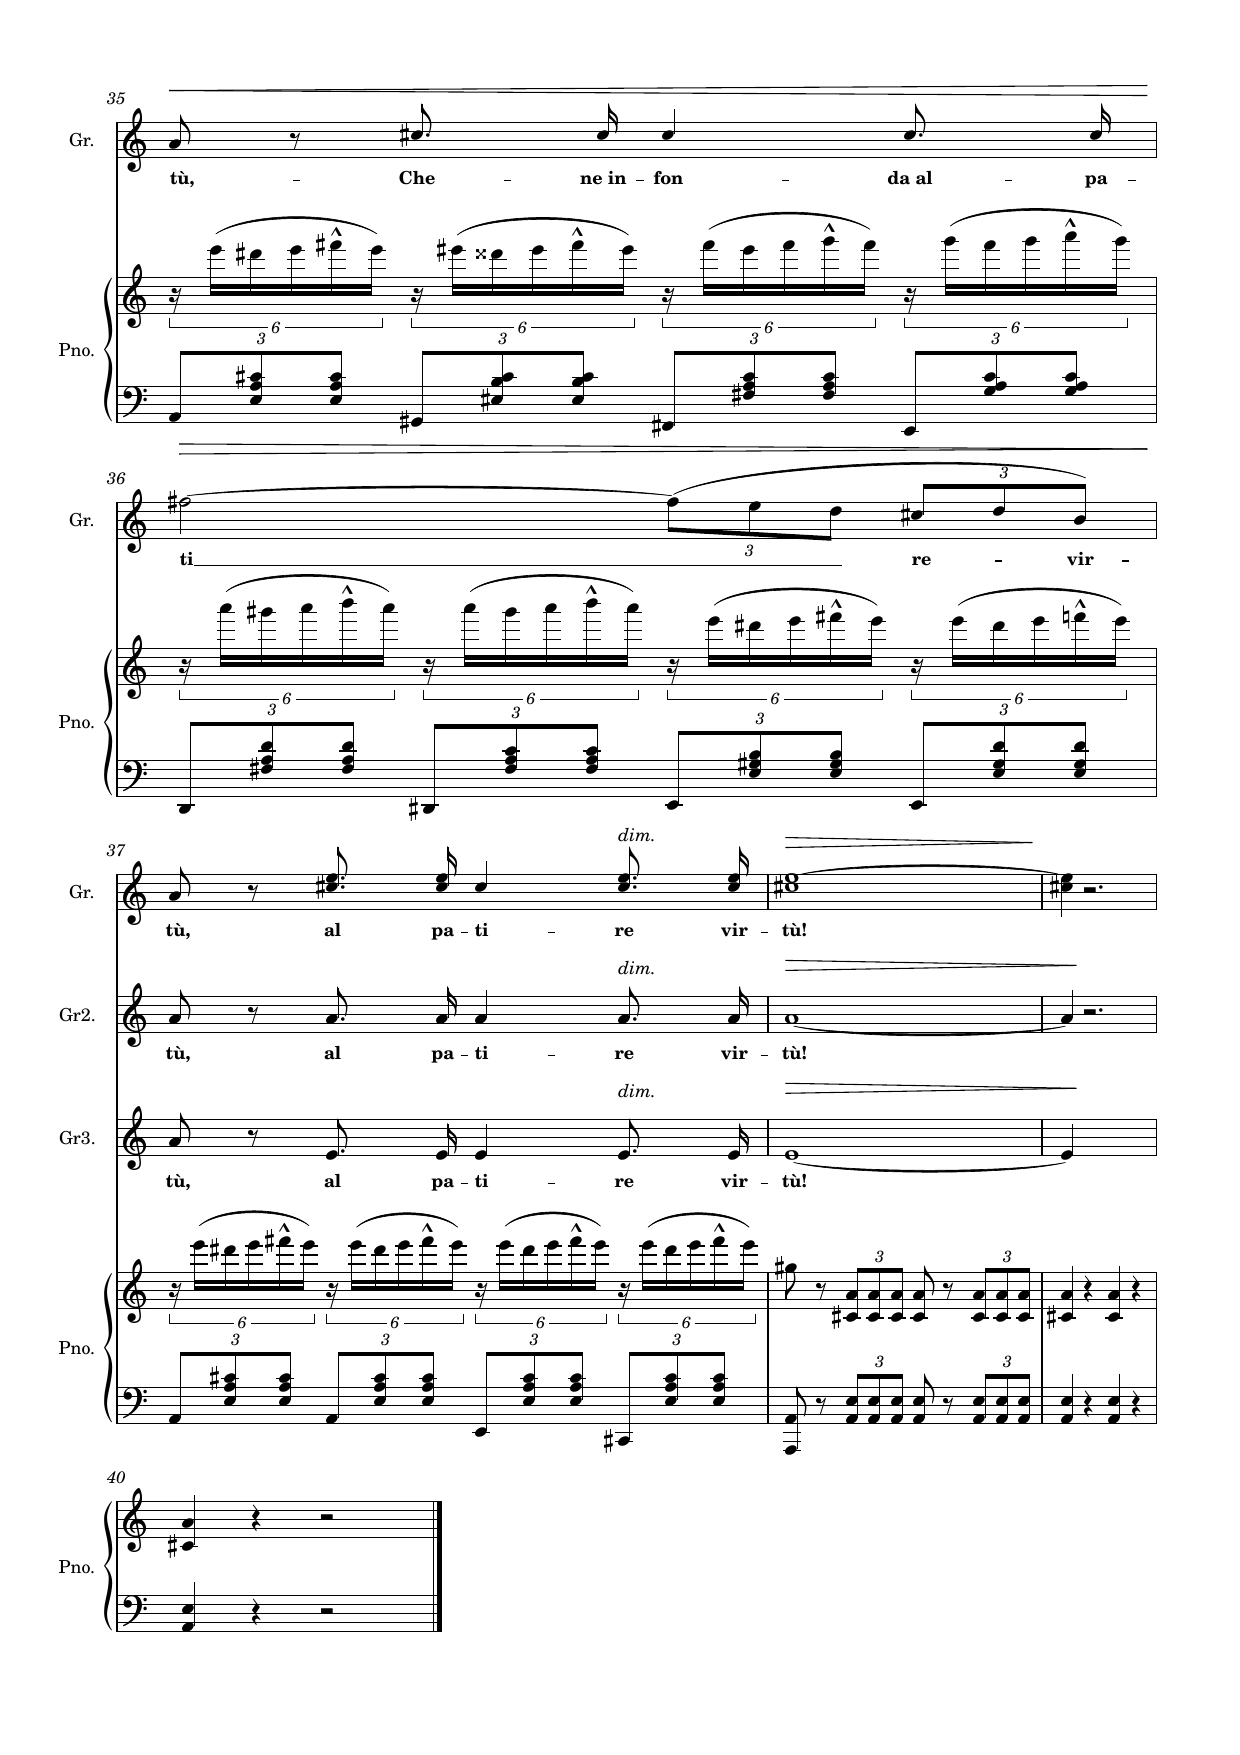 35
Gr.
tù, – Che – ne in – fon – da al – pa –
6 6 6 6
3 3 3 3
Pno.
36
3
Gr.
3
ti re – vir –
6 6 6 6
3 3 3 3
Pno.
dim.
37
Gr.
tù, al pa – ti – re vir – tù!
dim.
Gr2.
tù, al pa – ti – re vir – tù!
dim.
Gr3.
tù, al pa – ti – re vir – tù!
3 3
6 6 6 6
3 3 3 3
Pno.
3 3
40
Pno.